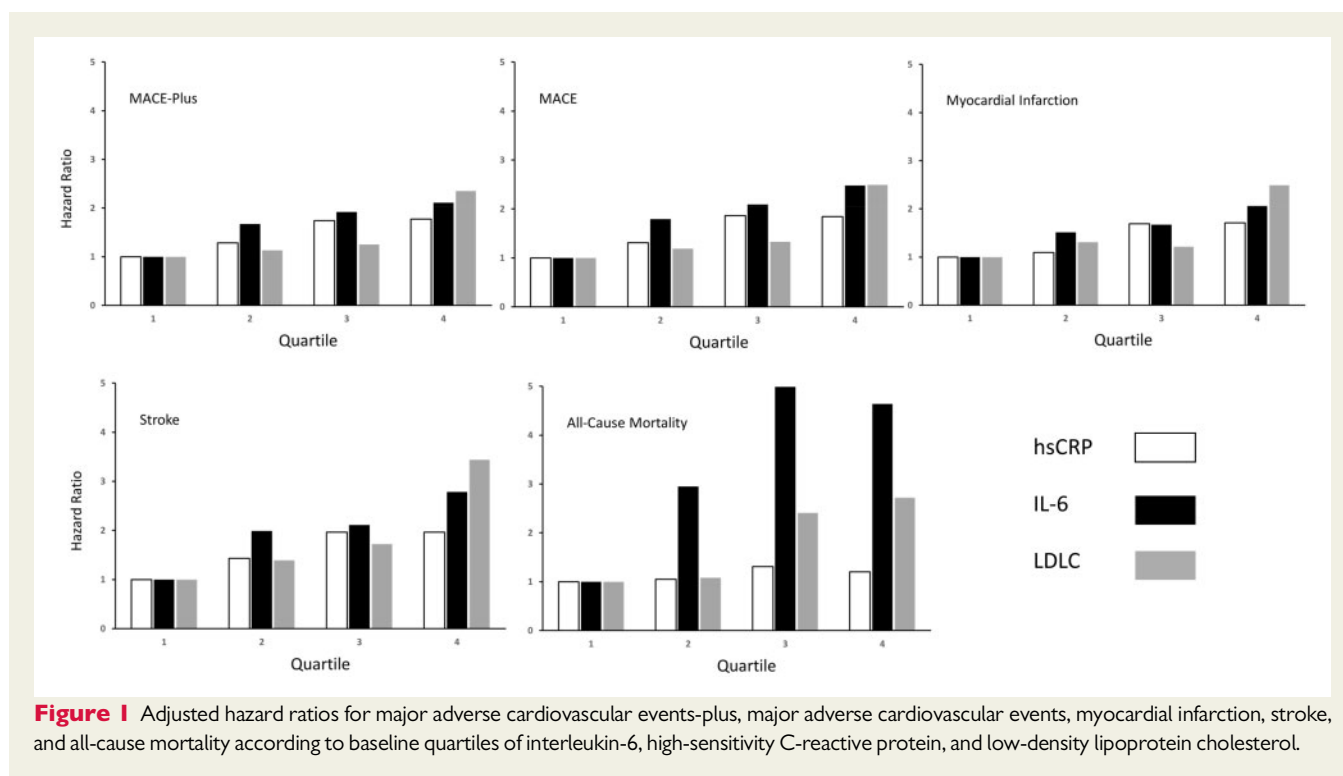 MACE-Plus
Hazard Ratio
5
4
3
2
1
0
1 2 3 4
Quartile
MACE
5
4
3
2
1
0
1 2 3 4
Quartile
Myocardial Infarction
5
4
3
2
1
0
1 2 3 4
Quartile
Stroke
Hazard Ratio
5
4
3
2
1
0
1 2 3 4
Quartile
All-Cause Mortality
5
4
3
2
1
0
1 2 3 4
Quartile
hsCRP
IL-6
LDLC
Figure 1 Adjusted hazard ratios for major adverse cardiovascular events-plus, major adverse cardiovascular events, myocardial infarction, stroke,
and all-cause mortality according to baseline quartiles of interleukin-6, high-sensitivity C-reactive protein, and low-density lipoprotein cholesterol.